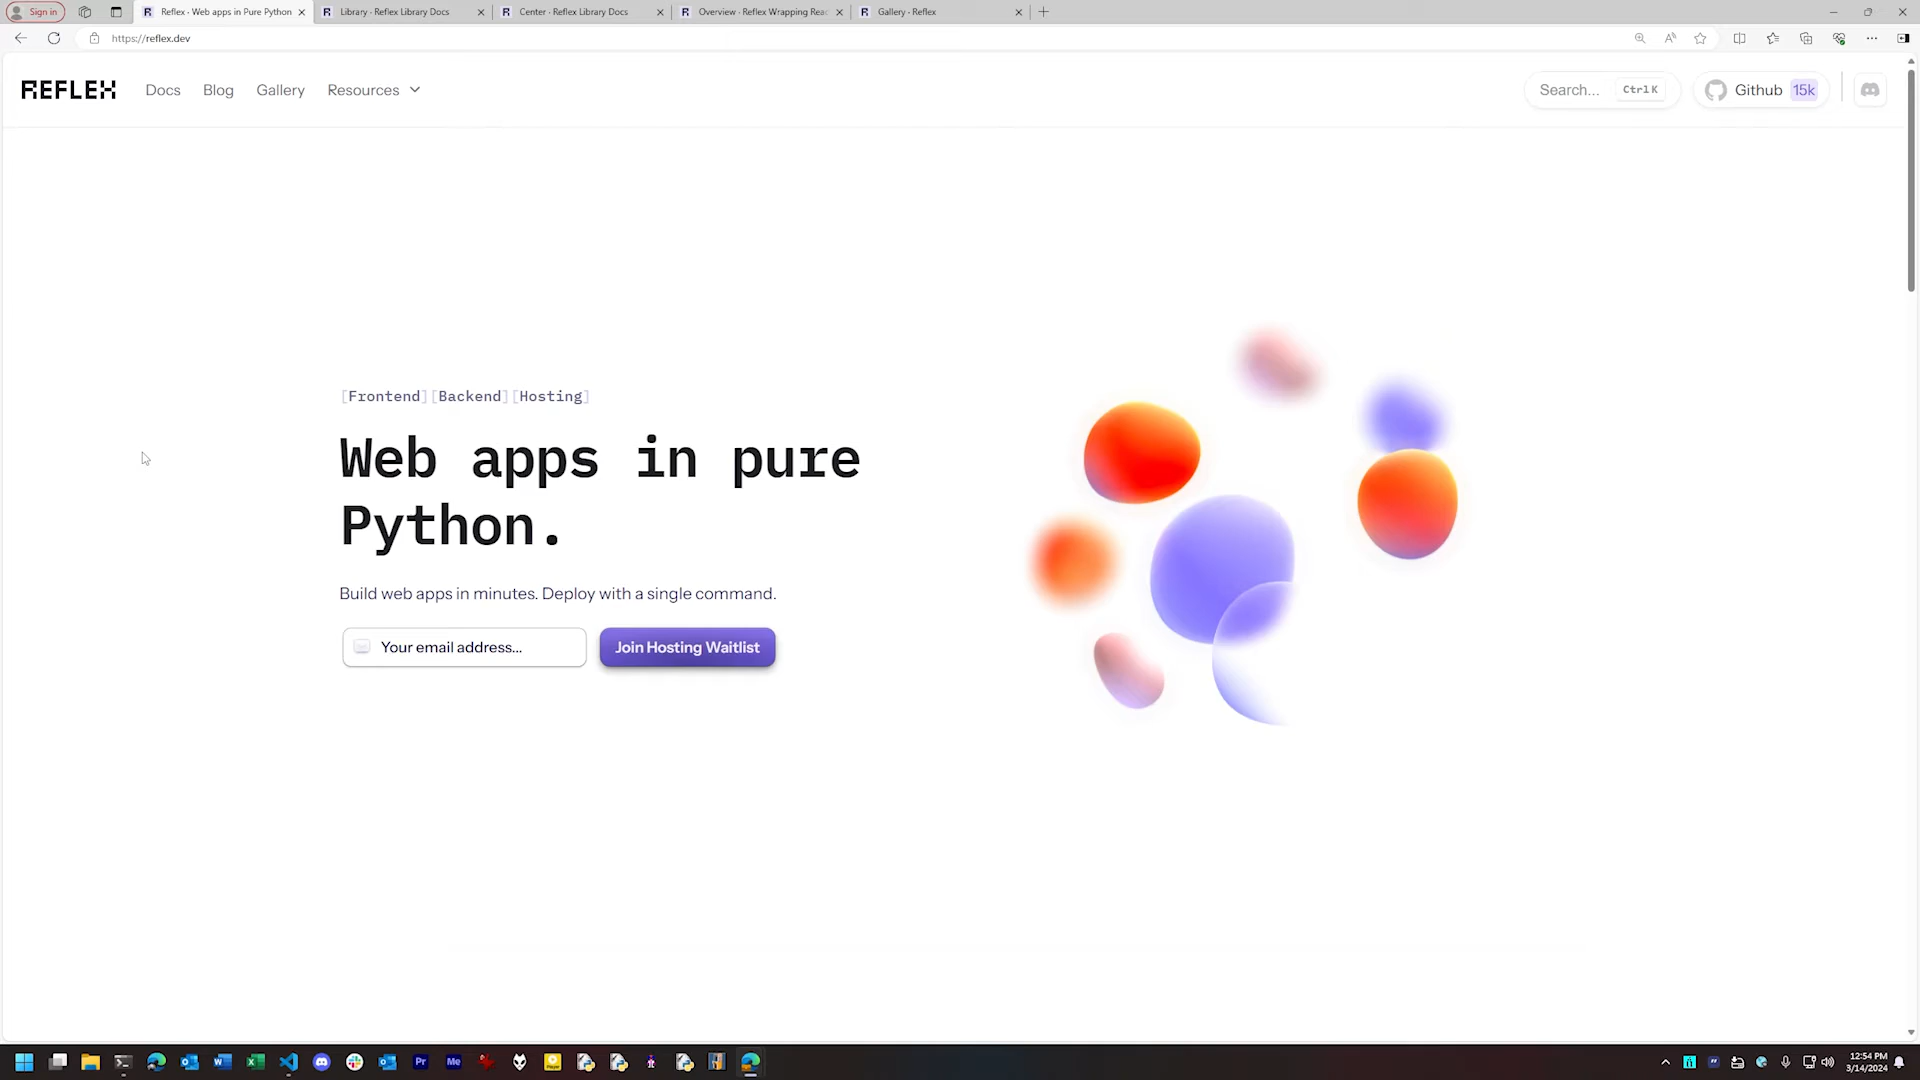 Sign in
Reflex · Web apps in Pure Python
Library · Reflex Library Docs
Center · Reflex Library Docs
Overview · Reflex Wrapping Reac
Gallery · Reflex
https://reflex.dev
REFLEX
Docs
Blog
Gallery
Resources
Search...
Ctrl K
Github
15k
[Frontend][Backend][Hosting]
Web apps in pure
Python.
Build web apps in minutes. Deploy with a single command.
Your email address...
Join Hosting Waitlist
Pr
Me
12:54 PM
3/14/2024